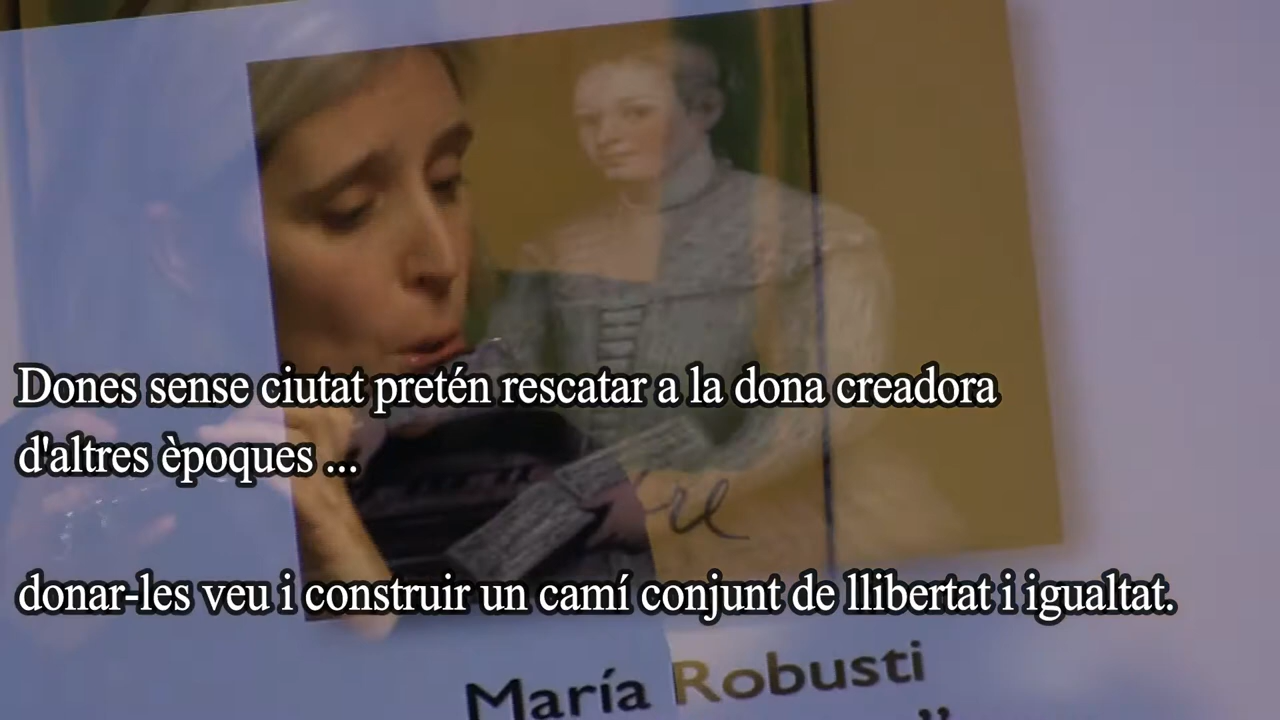 Dones sense ciutat pretén rescatar a la dona creadora
d'altres èpoques ...
donar-les veu i construir un camí conjunt de llibertat i igualtat.
María Robusti
”